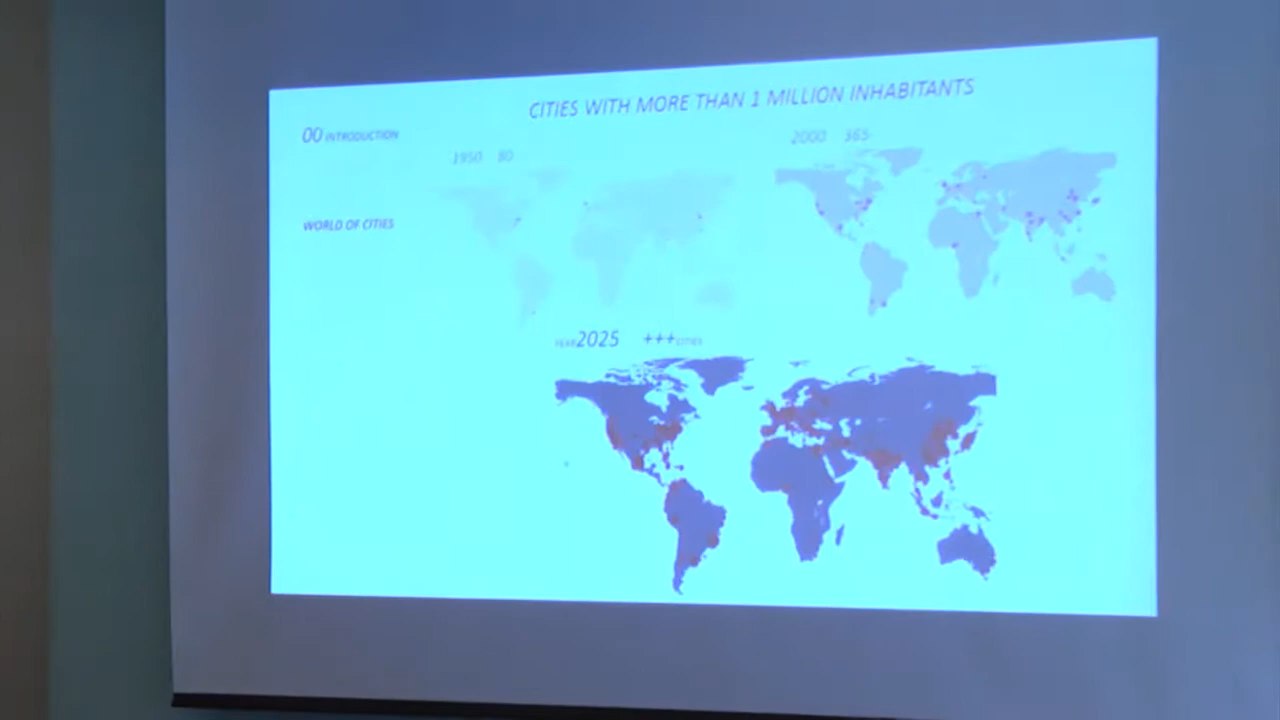 CITIES WITH MORE THAN 1 MILLION INHABITANTS
00 INTRODUCTION
2000 365
1950 80
WORLD OF CITIES
YEAR 2025 +++ CITIES